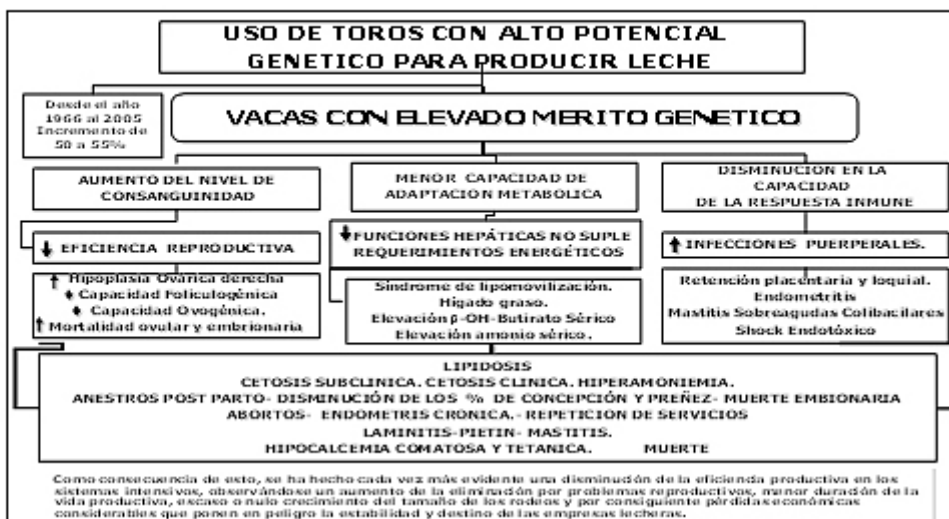 USO DE TOROS CON ALTO POTENCIAL
GENETICO PARA PRODUCIR LECHE
Desde el año
1966 al 2005
Incremento de
50 a 55%
VACAS CON ELEVADO MERITO GENETICO
AUMENTO DEL NIVEL DE
CONSANGUINIDAD
MENOR CAPACIDAD DE
ADAPTACION METABÓLICA
DISMINUCIÓN EN LA
CAPACIDAD
DE LA RESPUESTA INMUNE
↓ EFICIENCIA REPRODUCTIVA
↓FUNCIONES HEPÁTICAS NO SUPLE
REQUERIMIENTOS ENERGÉTICOS
↑ INFECCIONES PUERPERALES.
↑ Hipoplasia Ovárica derecha
↓ Capacidad Foliculogénica
↓ Capacidad Ovogénica.
↑ Mortalidad ovular y embrionaria
Síndrome de lipomovilización.
Hígado graso.
Elevación β-OH-Butirato Sérico
Elevación amonio sérico.
Retención placentaria y loquial.
Endometritis
Mastitis Sobreagudas Colibacilares
Shock Endotóxico
LIPIDOSIS
CETOSIS SUBCLINICA. CETOSIS CLINICA. HIPERAMONIEMIA.
ANESTROS POST PARTO- DISMINUCIÓN DE LOS % DE CONCEPCIÓN Y PREÑEZ- MUERTE EMBIONARIA
ABORTOS- ENDOMETRIS CRÓNICA.- REPETICION DE SERVICIOS
LAMINITIS-PIETIN- MASTITIS.
HIPOCALCEMIA COMATOSA Y TETANICA. MUERTE
Como consecuencia de esto, se ha hecho cada vez más evidente una disminución de la eficiencia productiva en los
sistemas intensivos, observándose un aumento de la eliminación por problemas reproductivos, menor duración de la
vida productiva, escaso o nulo crecimiento del tamaño de los rodeos y por consiguiente pérdidas económicas
considerables que ponen en peligro la estabilidad y destino de las empresas lecheras.